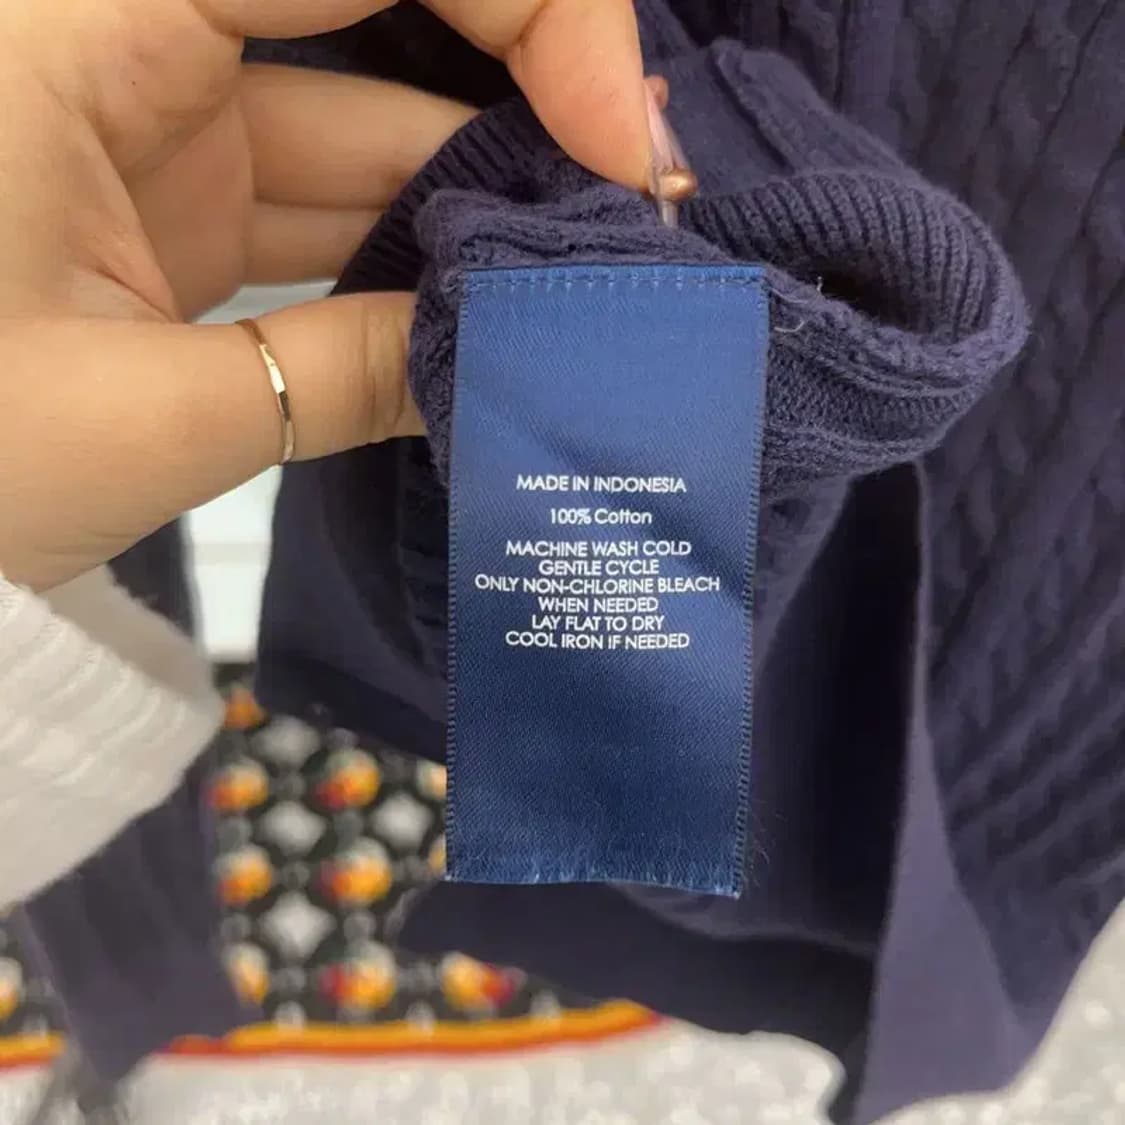 MADE IN INDONESIA
100% Cotton
MACHINE WASH COLD
GENTLE CYCLE
ONLY NON-CHLORINE BLEACH
WHEN NEEDED
LAY FLAT TO DRY
COOL IRON IF NEEDED